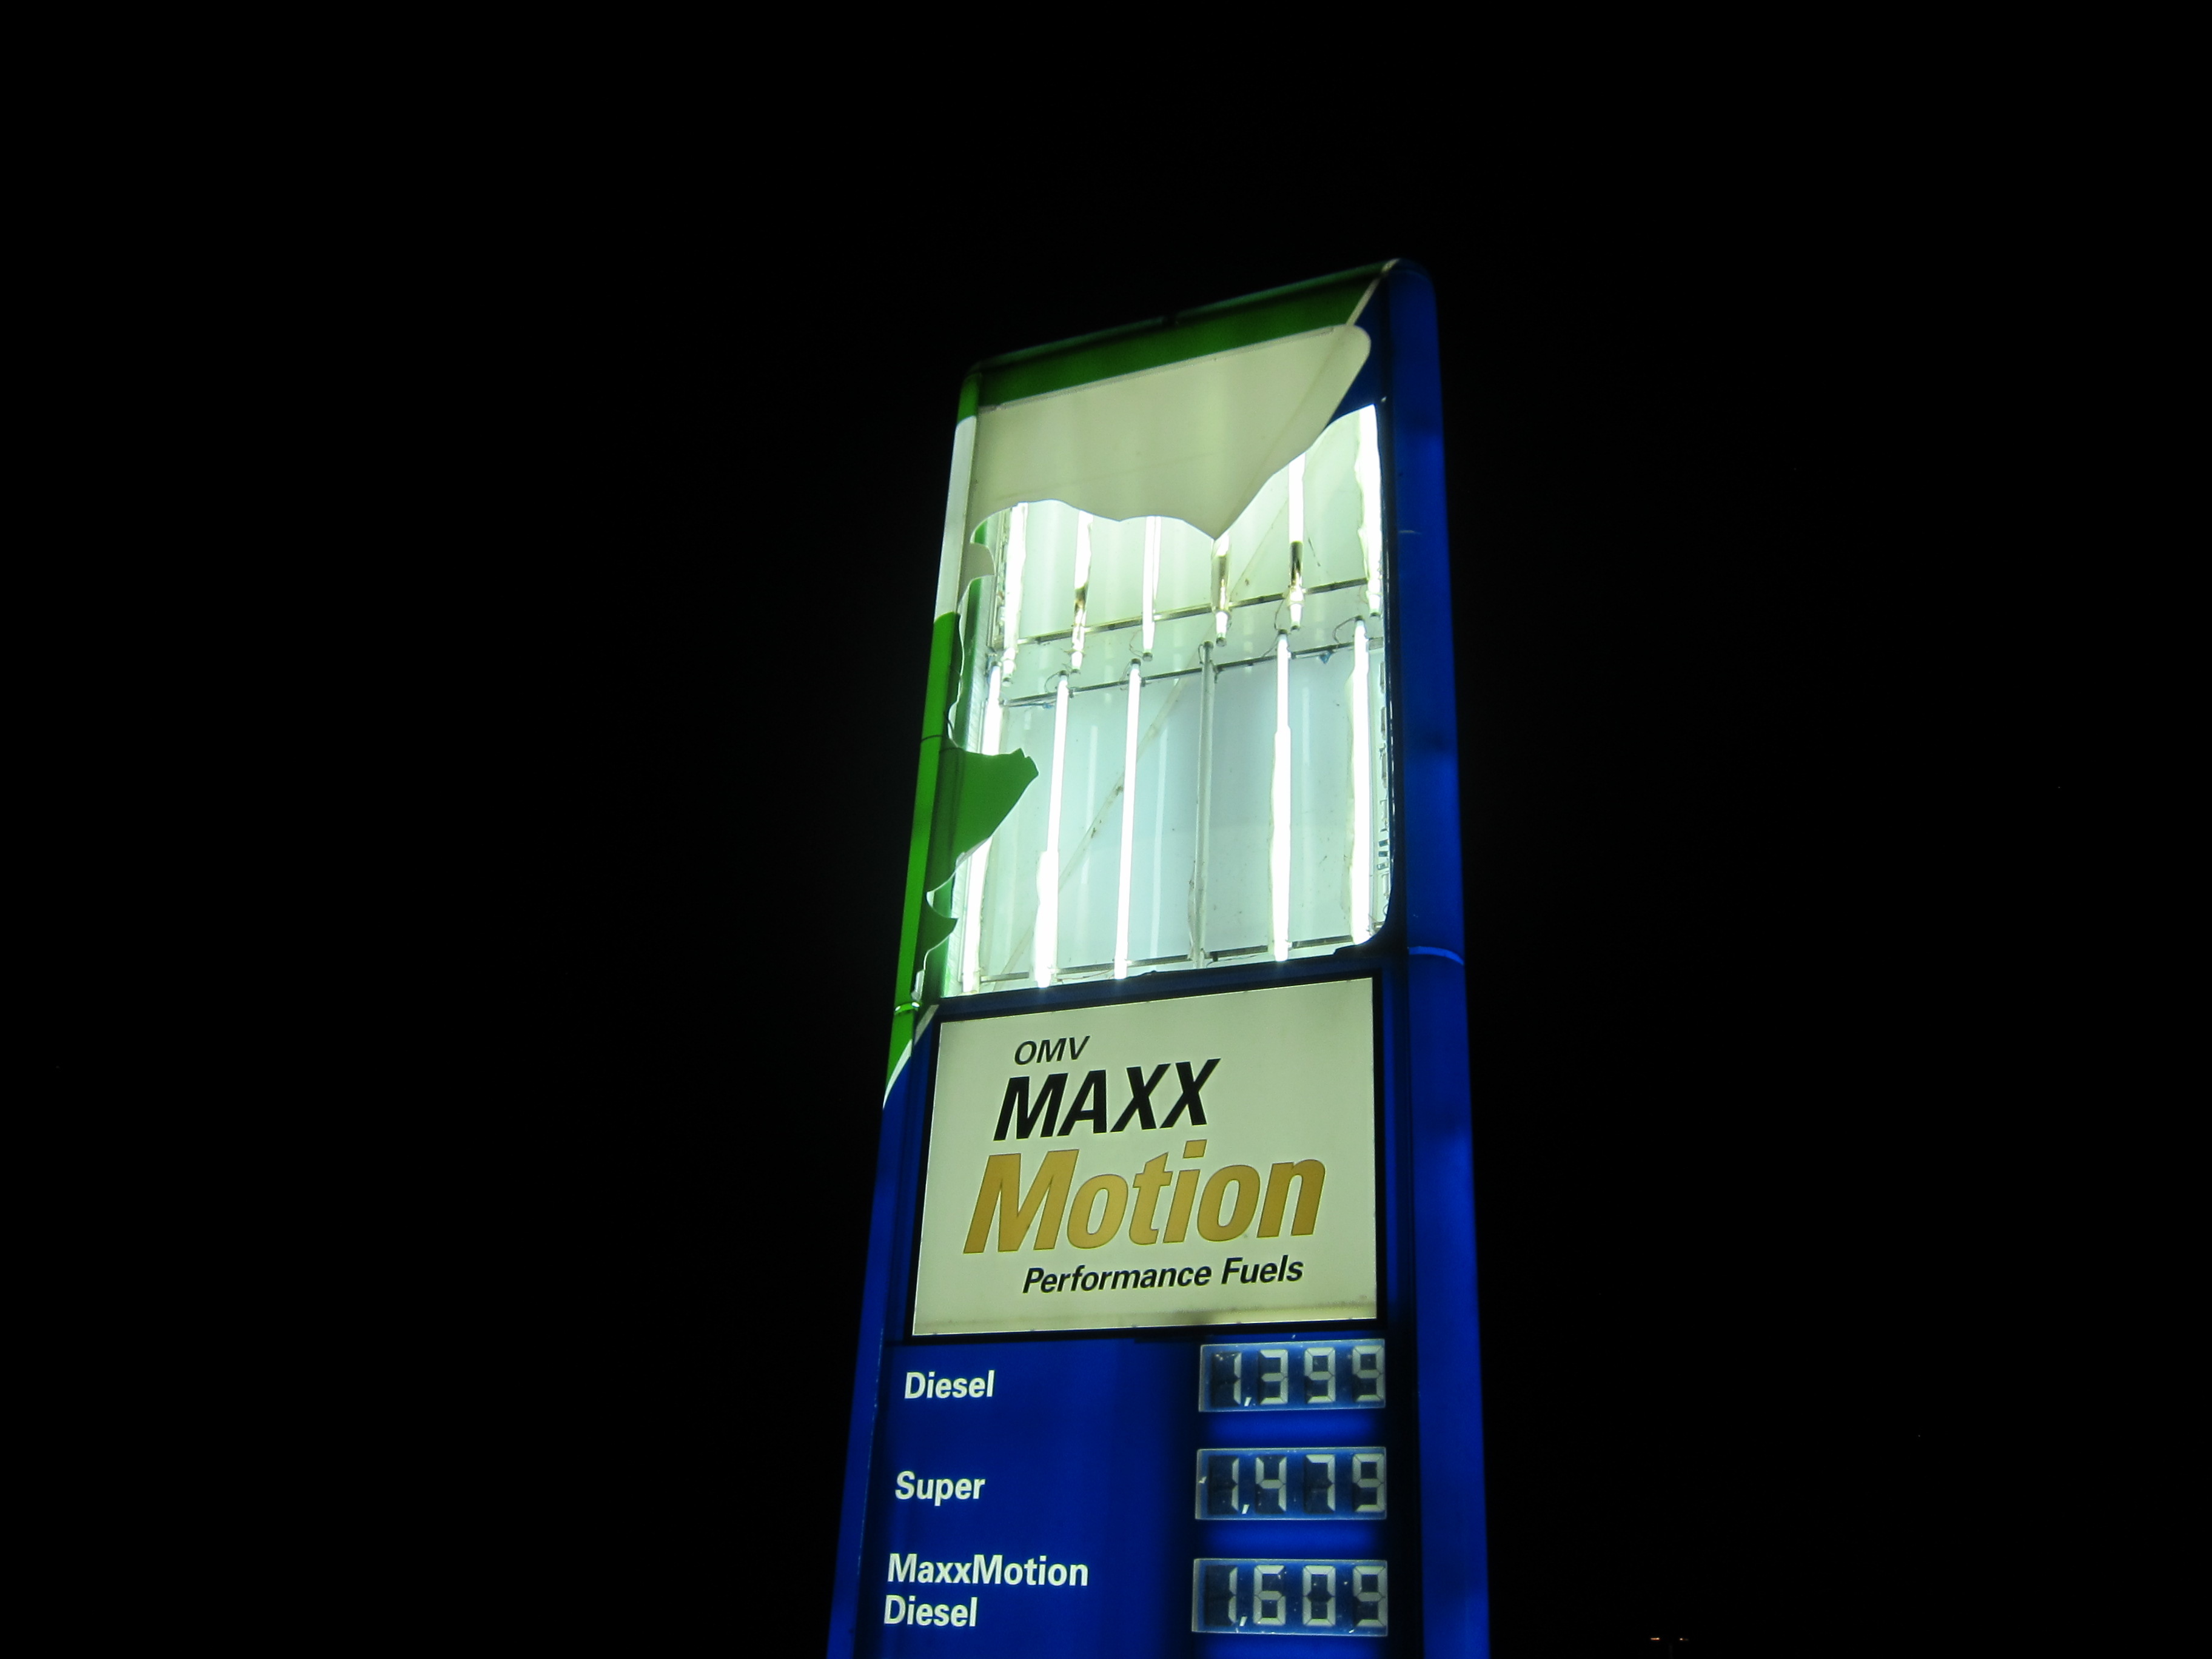 OMV
MAXX
Motion
Performance Fuels
Diesel 1,399
Super 1,479
MaxxMotion
Diesel 1,609